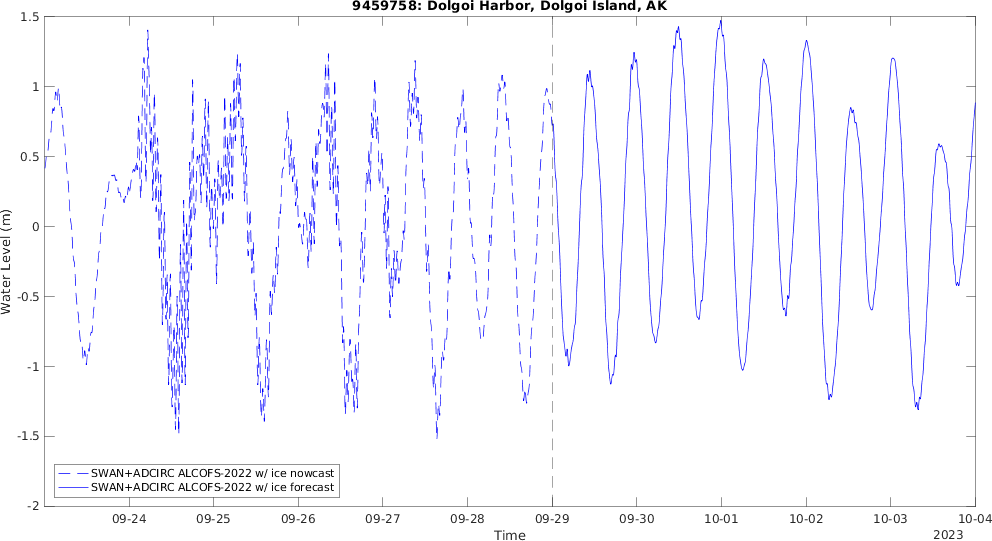 9459758: Dolgoi Harbor, Dolgoi Island, AK
1.5
1
0.5
0
-0.5
-1
-1.5
-2
Water Level (m)
SWAN+ADCIRC ALCOFS-2022 w/ ice nowcast
SWAN+ADCIRC ALCOFS-2022 w/ ice forecast
09-24 09-25 09-26 09-27 09-28 09-29 09-30 10-01 10-02 10-03 10-04
Time
2023